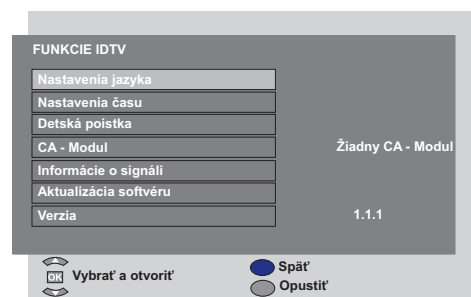 FUNKCIE IDTV
Nastavenia jazyka
Nastavenia času
Detská poistka
CA - Modul Žiadny CA - Modul
Informácie o signáli
Aktualizácia softvéru
Verzia 1.1.1
OK Vybrať a otvoriť
Späť
Opustiť